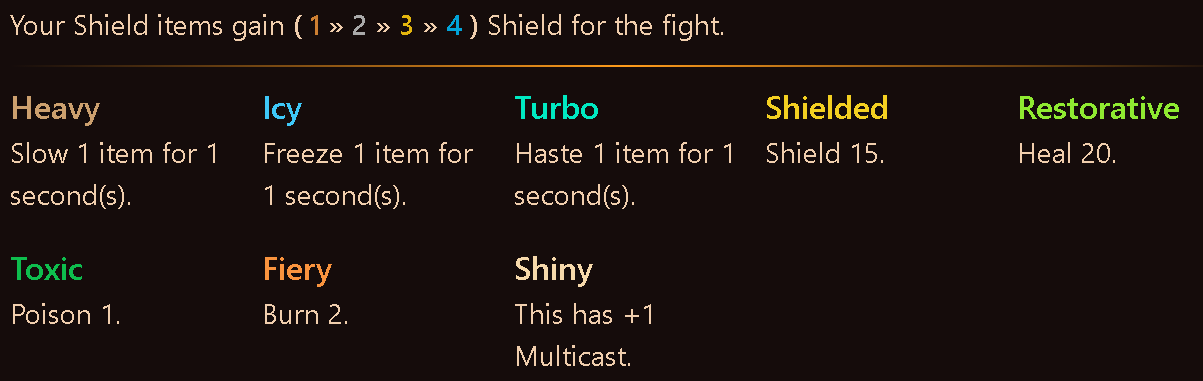 Your Shield items gain ( 1 » 2 » 3 » 4 ) Shield for the fight.
Heavy
Slow 1 item for 1
second(s).
Icy
Freeze 1 item for
1 second(s).
Turbo
Haste 1 item for 1
second(s).
Shielded
Shield 15.
Restorative
Heal 20.
Toxic
Poison 1.
Fiery
Burn 2.
Shiny
This has +1
Multicast.